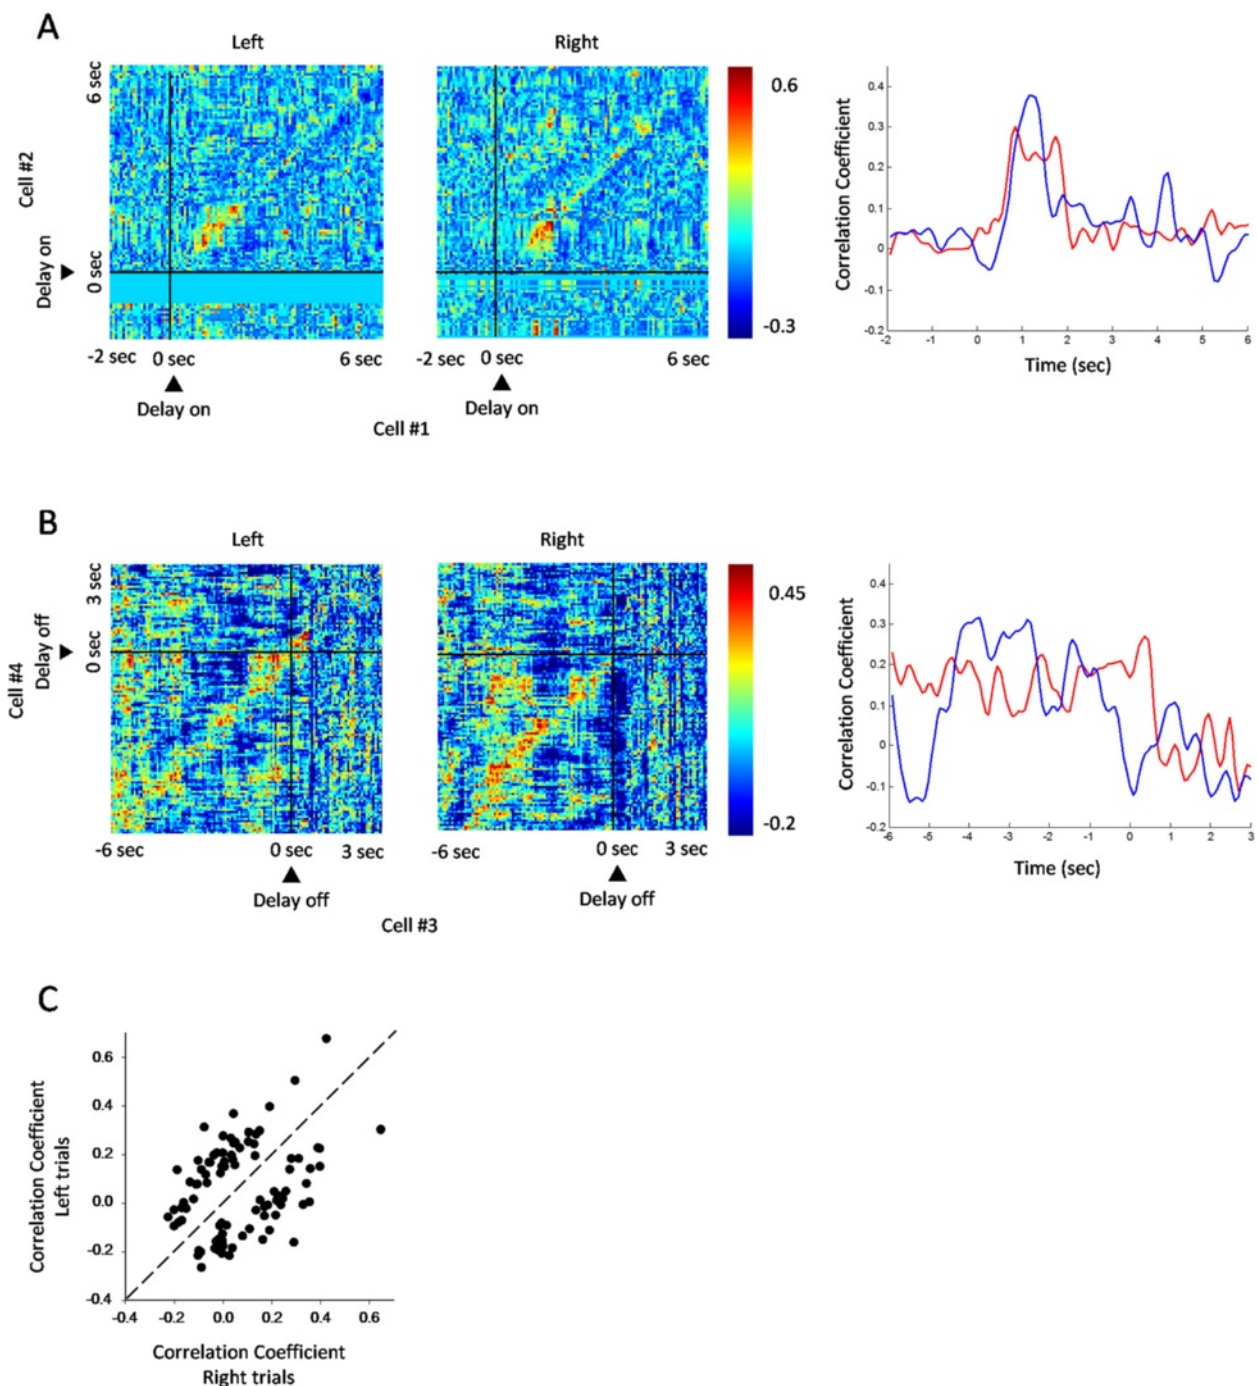 A
Left
Right
6 sec
Cell #2
Delay on
0 sec
-2 sec
0 sec
6 sec
Delay on
-2 sec
0 sec
6 sec
Delay on
Cell #1
0.6
-0.3
Correlation Coefficient
0.4
0.3
0.2
0.1
0
-0.1
-0.2
-2
-1
0
1
2
3
4
5
6
Time (sec)
B
Left
Right
3 sec
Cell #4
Delay off
0 sec
-6 sec
0 sec
3 sec
Delay off
-6 sec
0 sec
3 sec
Delay off
Cell #3
0.45
-0.2
Correlation Coefficient
0.4
0.3
0.2
0.1
0
-0.1
-0.2
-6
-5
-4
-3
-2
-1
0
1
2
3
Time (sec)
C
Correlation Coefficient
Left trials
0.6
0.4
0.2
0.0
-0.2
-0.4
-0.4
-0.2
0.0
0.2
0.4
0.6
Correlation Coefficient
Right trials